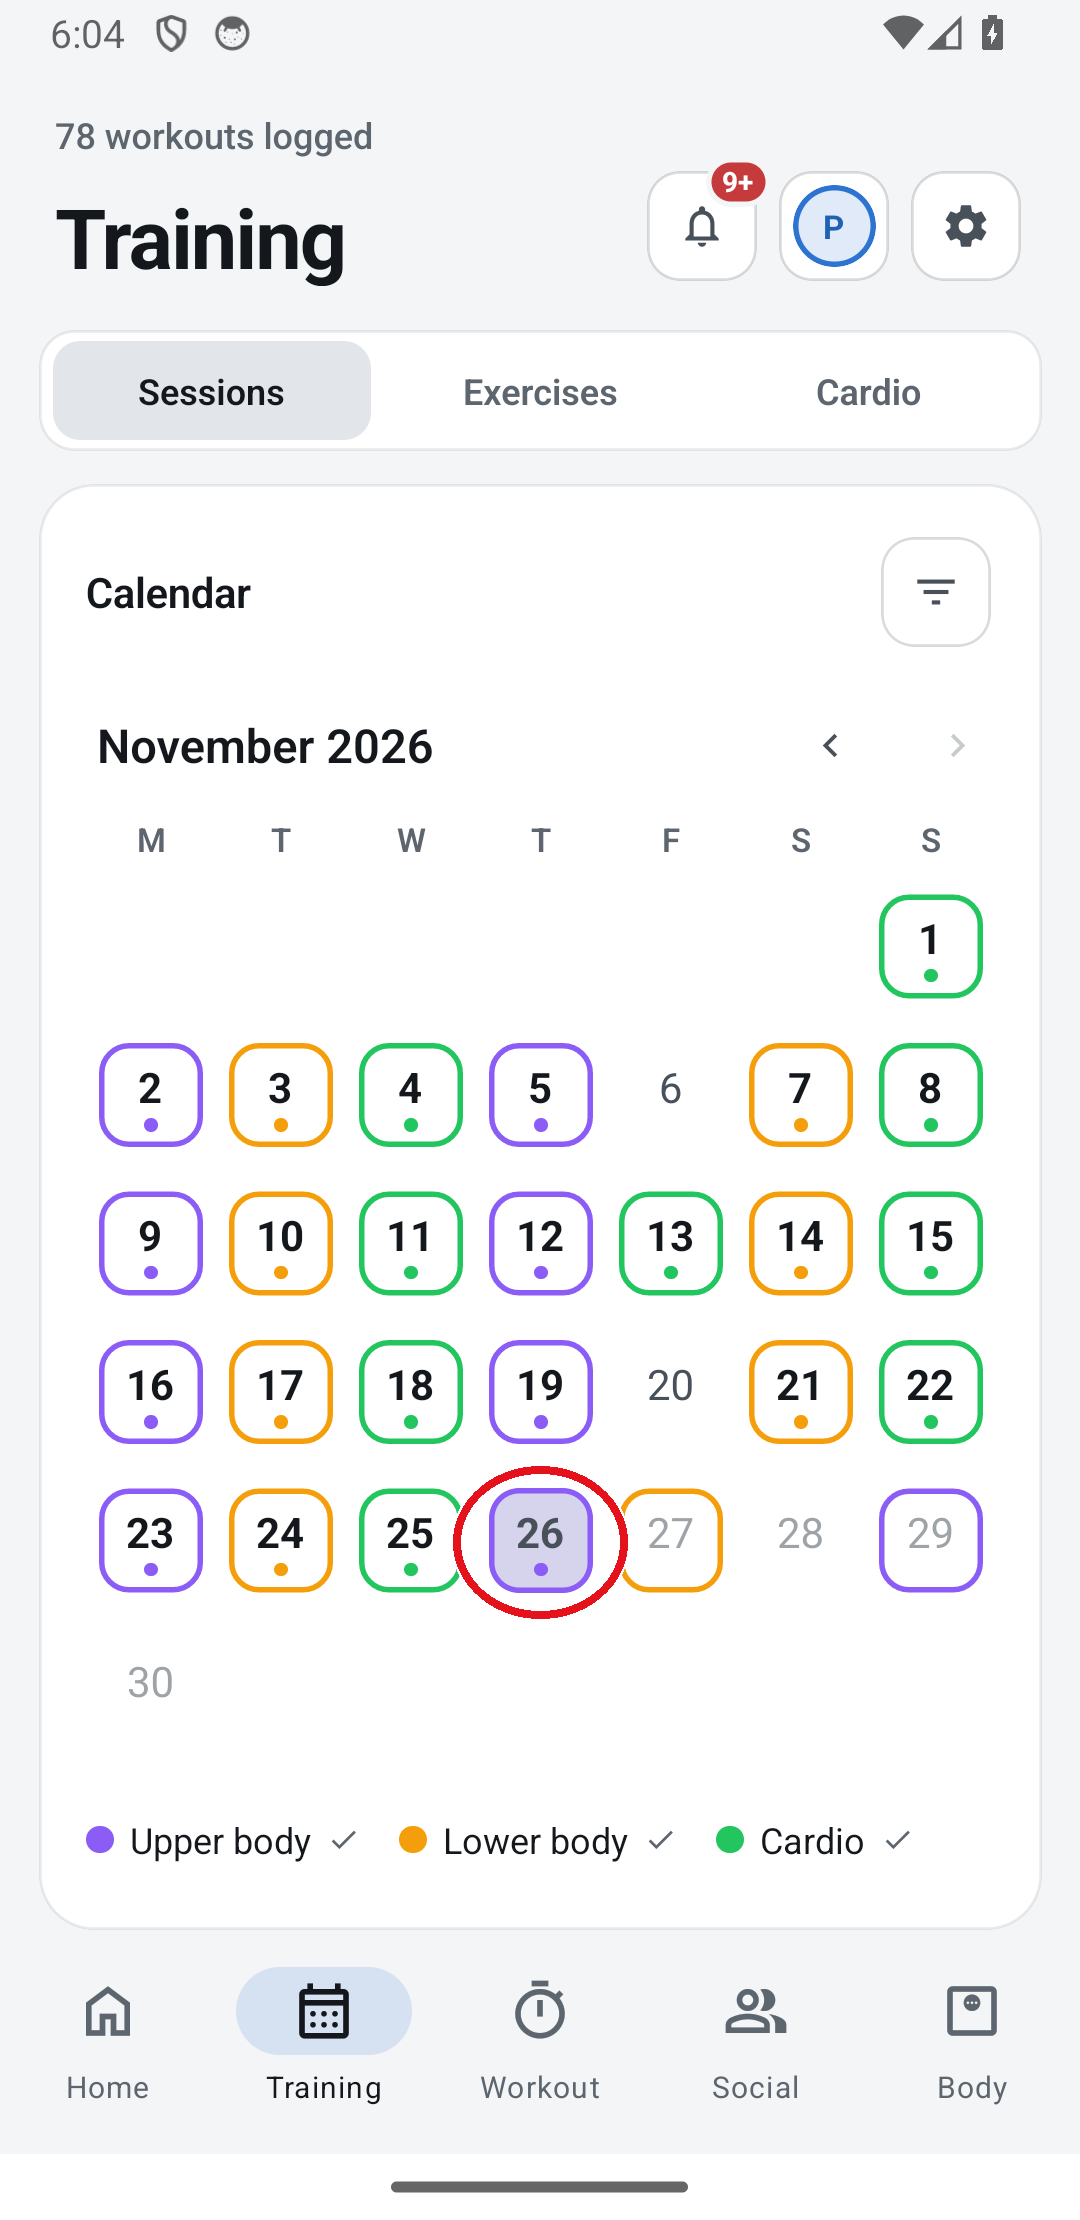 6:04
78 workouts logged
Training
9+
P
Sessions Exercises Cardio
Calendar
November 2026
M T W T F S S
1
2 3 4 5 6 7 8
9 10 11 12 13 14 15
16 17 18 19 20 21 22
23 24 25 26 27 28 29
30
Upper body Lower body Cardio
Home Training Workout Social Body